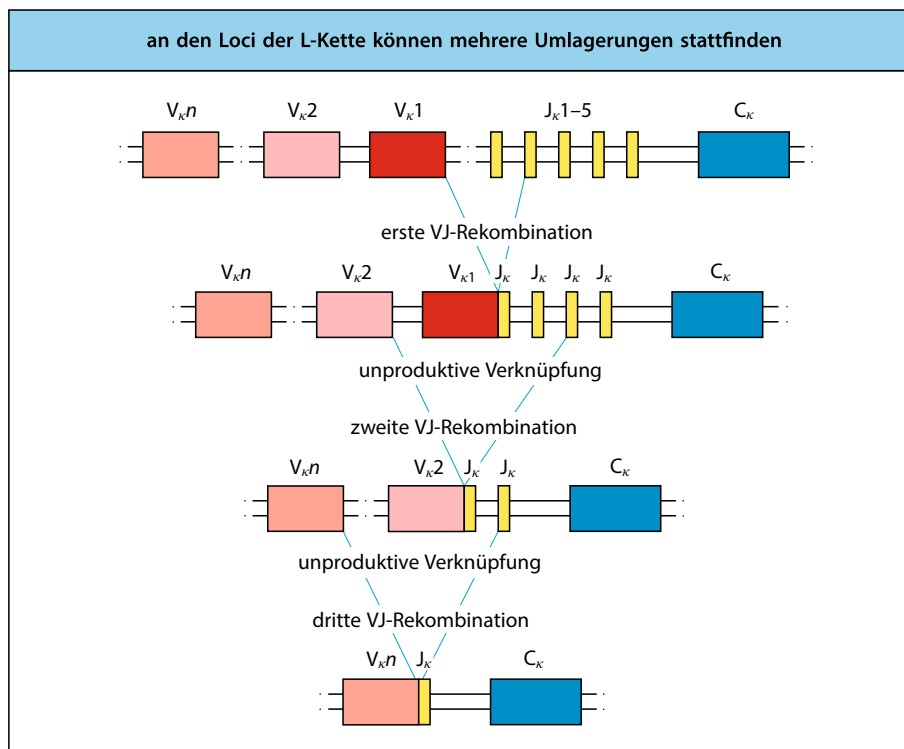 an den Loci der L-Kette können mehrere Umlagerungen stattfinden
Vκn Vκ2 Vκ1 Jκ1–5 Cκ
erste VJ-Rekombination
Vκn Vκ2 Vκ1 Jκ Jκ Jκ Jκ Cκ
unproduktive Verknüpfung
zweite VJ-Rekombination
Vκn Vκ2 Jκ Jκ Cκ
unproduktive Verknüpfung
dritte VJ-Rekombination
Vκn Jκ Cκ